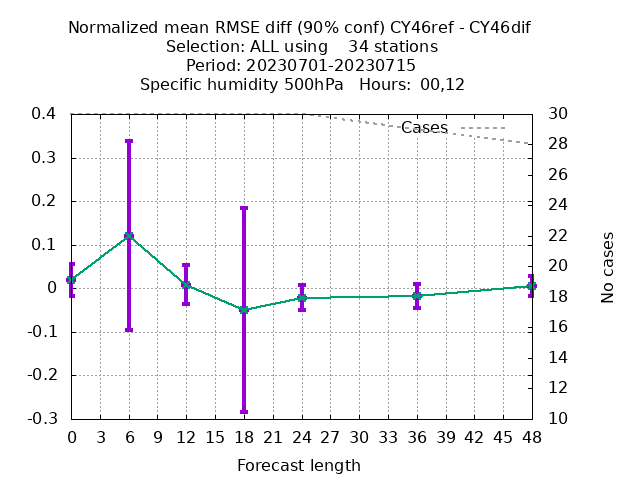 Normalized mean RMSE diff (90% conf) CY46ref - CY46dif
Selection: ALL using    34 stations
Period: 20230701-20230715
Specific humidity 500hPa   Hours:  00,12
Cases
0.4
0.3
0.2
0.1
0
-0.1
-0.2
-0.3
30
28
26
24
22
20
18
16
14
12
10
No cases
0 3 6 9 12 15 18 21 24 27 30 33 36 39 42 45 48
Forecast length